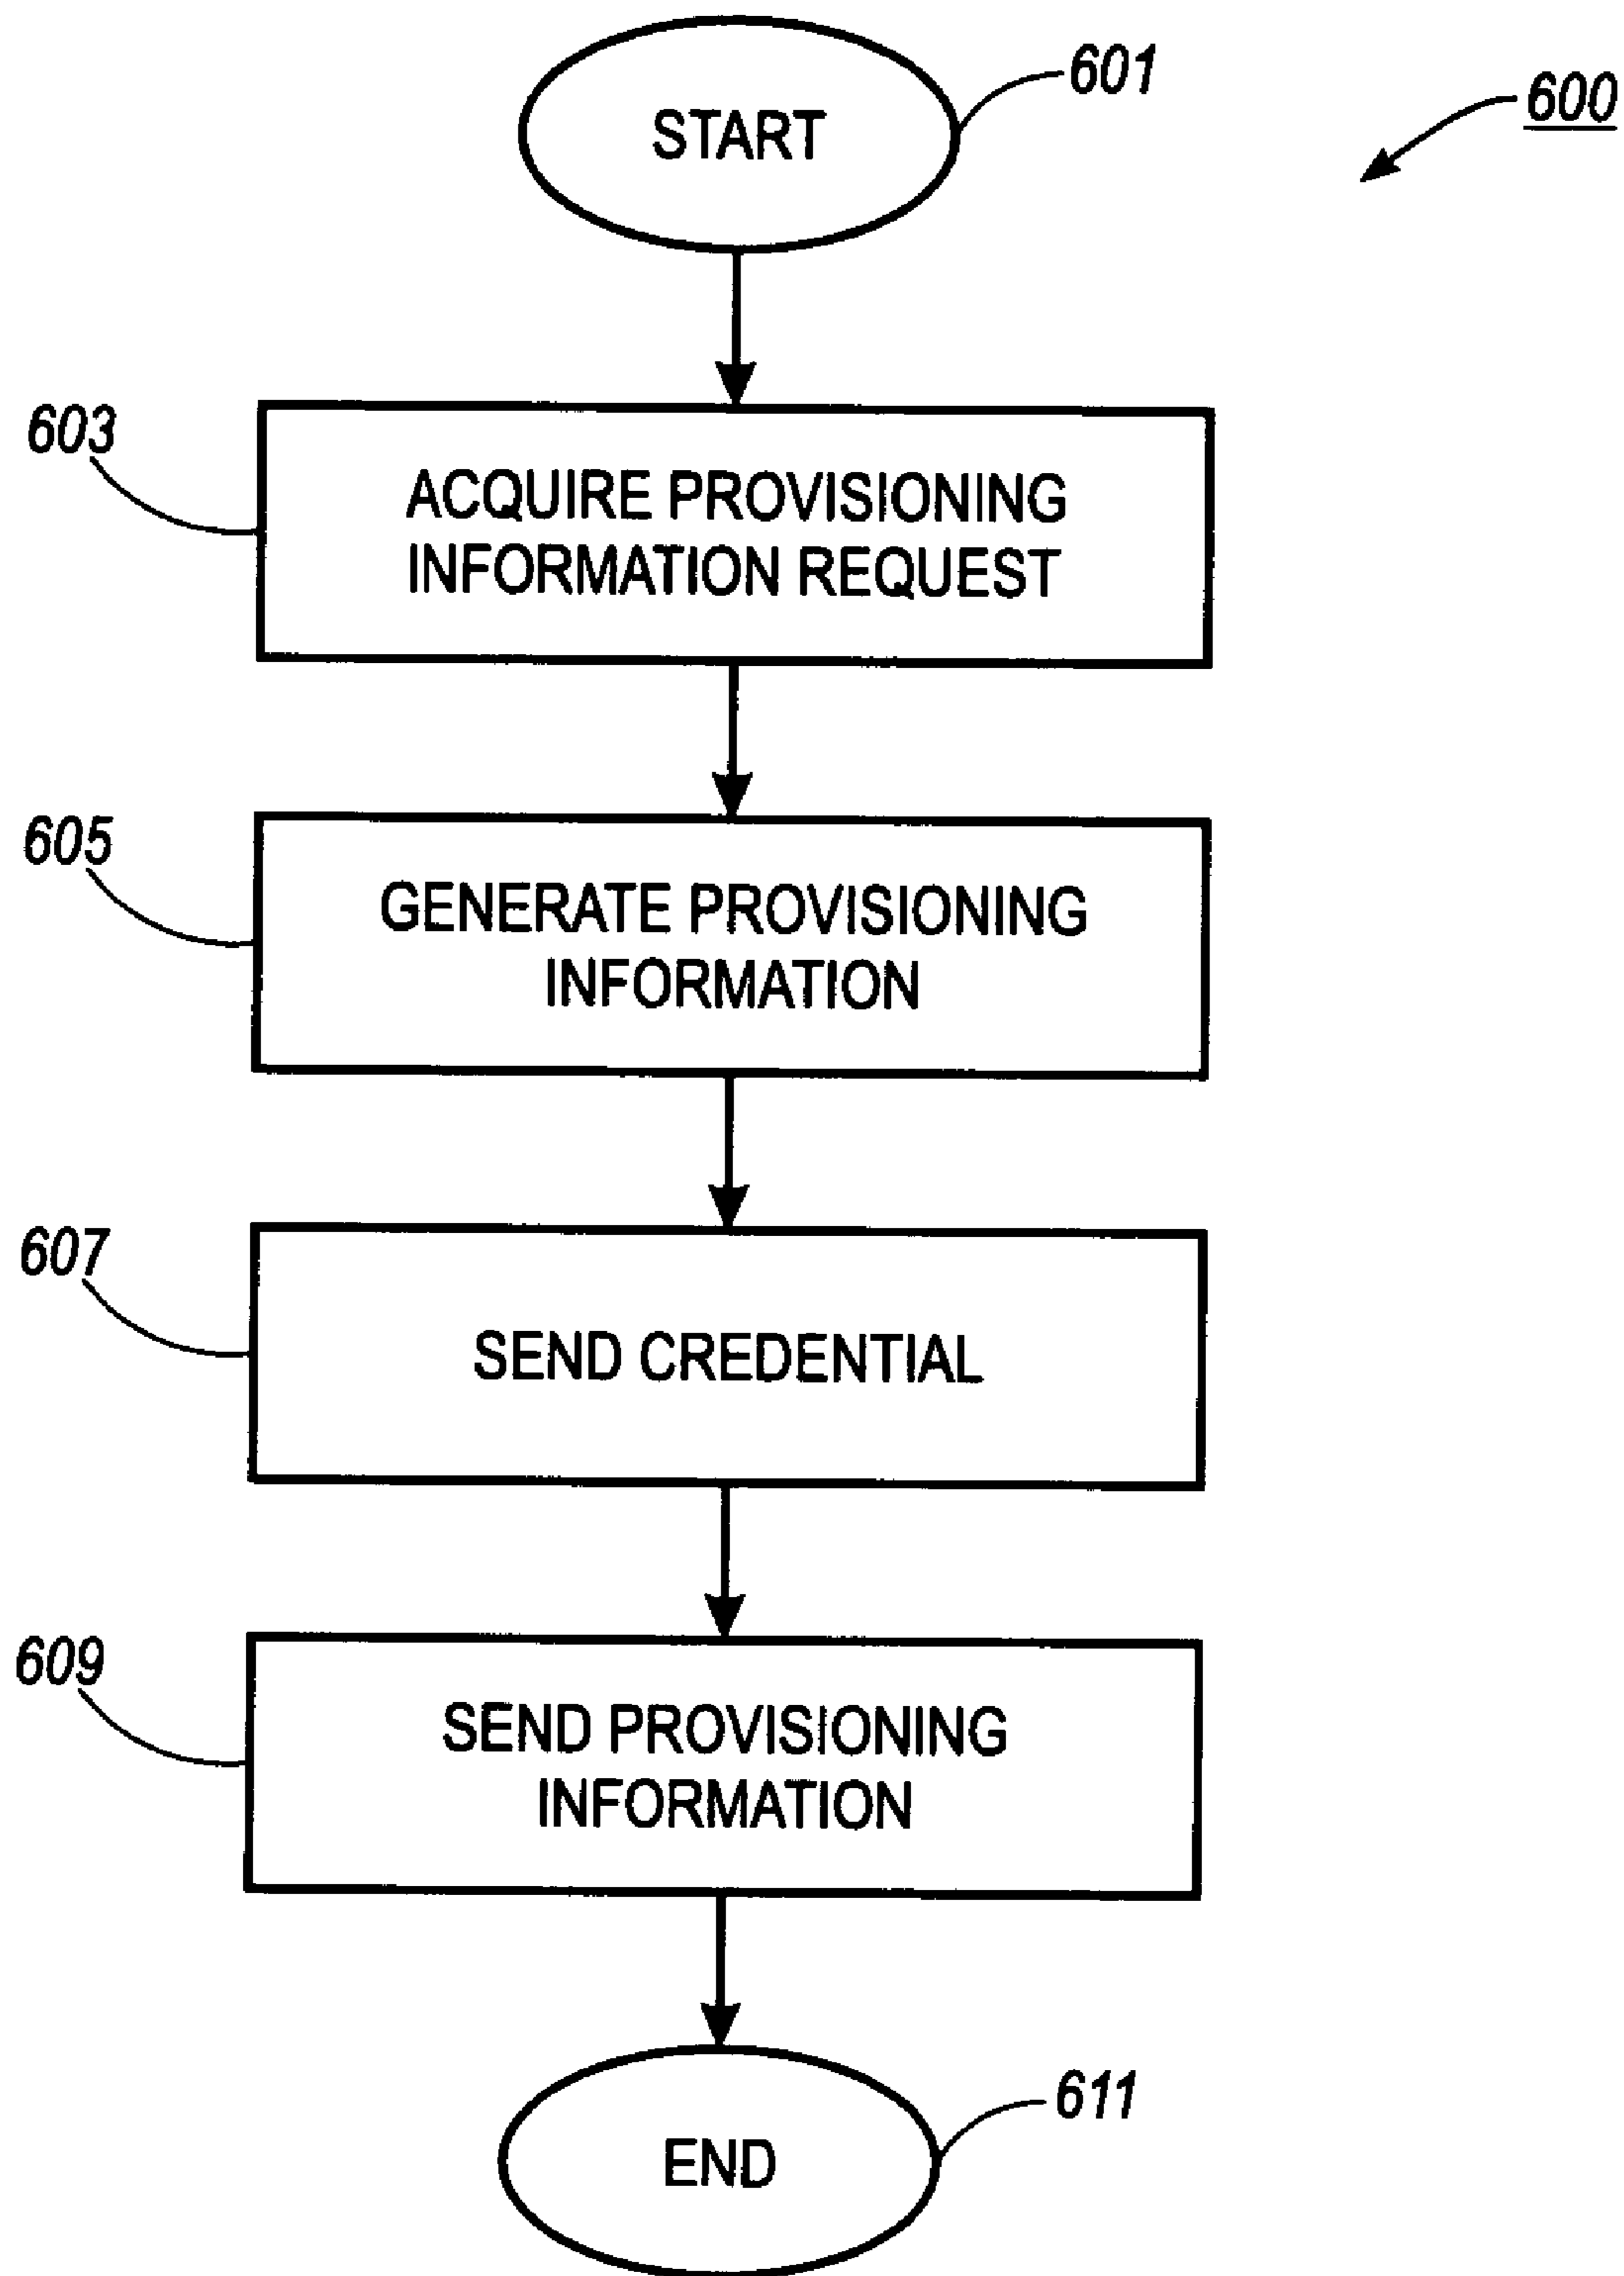 START
601
600
603
ACQUIRE PROVISIONING
INFORMATION REQUEST
605
GENERATE PROVISIONING
INFORMATION
607
SEND CREDENTIAL
609
SEND PROVISIONING
INFORMATION
END
611